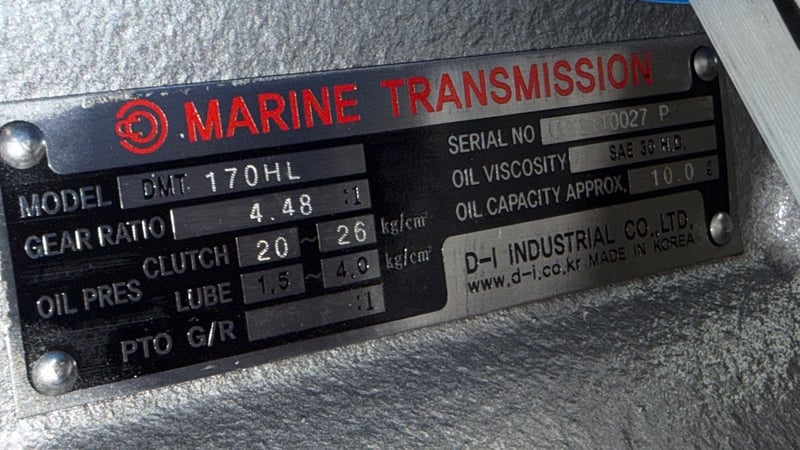 MARINE TRANSMISSION
MODEL DMT 170HL
GEAR RATIO 4.48 :1
OIL PRES CLUTCH 20 ~ 26 kg/cm²
LUBE 1.5 ~ 4.0 kg/cm²
PTO G/R :1
SERIAL NO P
OIL VISCOSITY SAE 30 H.D.
OIL CAPACITY APPROX. 10.0 ℓ
D-I INDUSTRIAL CO.,LTD.
www.d-i.co.kr MADE IN KOREA